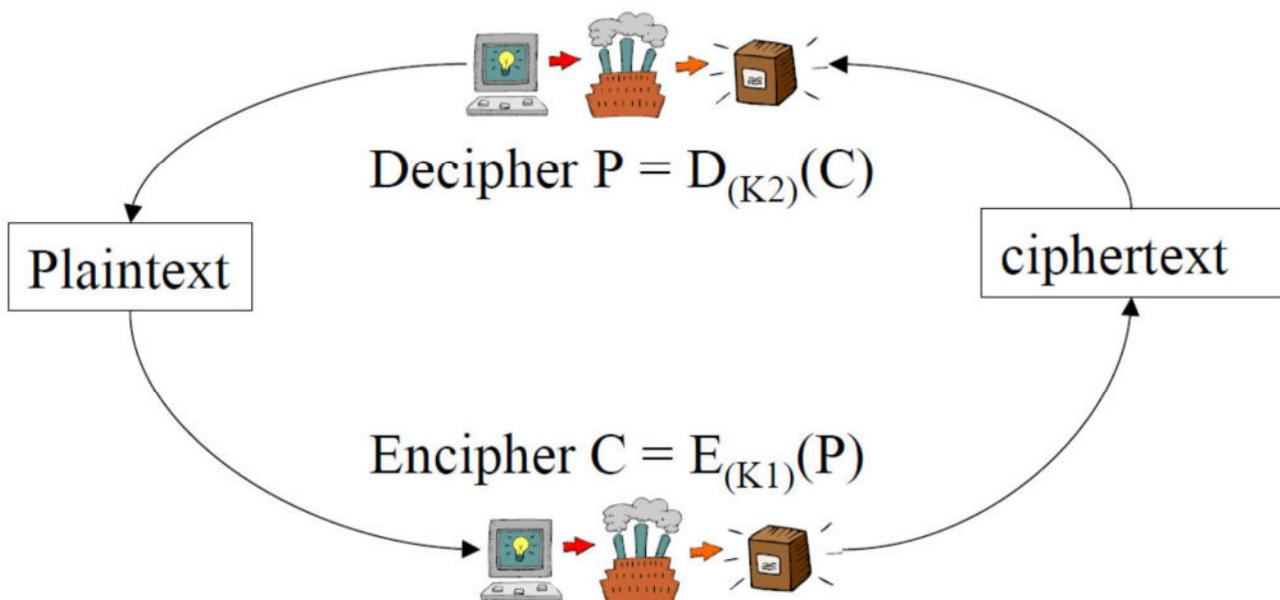 Decipher P = D(K2)(C)
Plaintext
ciphertext
Encipher C = E(K1)(P)